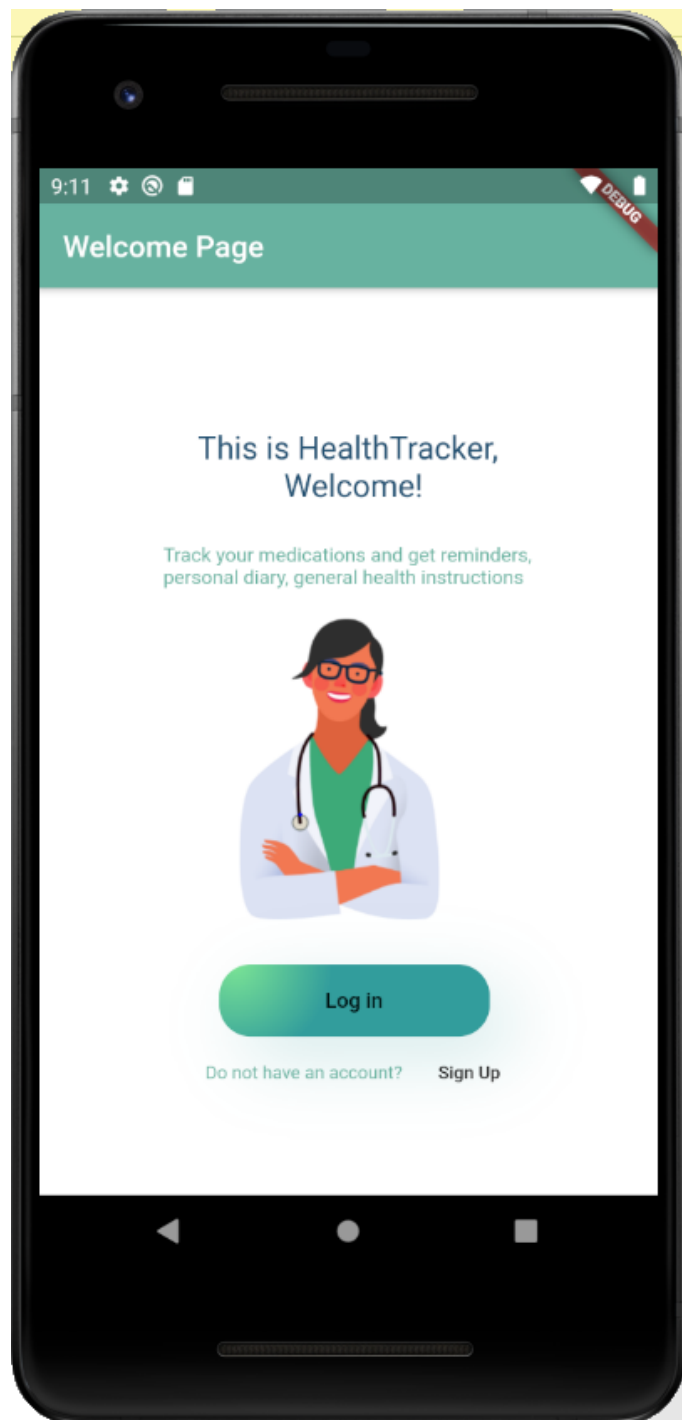 9:11
DEBUG
Welcome Page
This is HealthTracker,
Welcome!
Track your medications and get reminders,
personal diary, general health instructions
Log in
Do not have an account? Sign Up